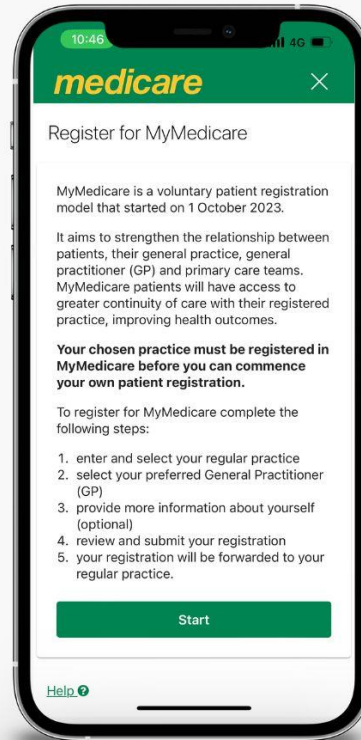 10:46
4G
medicare
Register for MyMedicare
MyMedicare is a voluntary patient registration
model that started on 1 October 2023.
It aims to strengthen the relationship between
patients, their general practice, general
practitioner (GP) and primary care teams.
MyMedicare patients will have access to
greater continuity of care with their registered
practice, improving health outcomes.
Your chosen practice must be registered in
MyMedicare before you can commence
your own patient registration.
To register for MyMedicare complete the
following steps:
1. enter and select your regular practice
2. select your preferred General Practitioner
(GP)
3. provide more information about yourself
(optional)
4. review and submit your registration
5. your registration will be forwarded to your
regular practice.
Start
Help ?